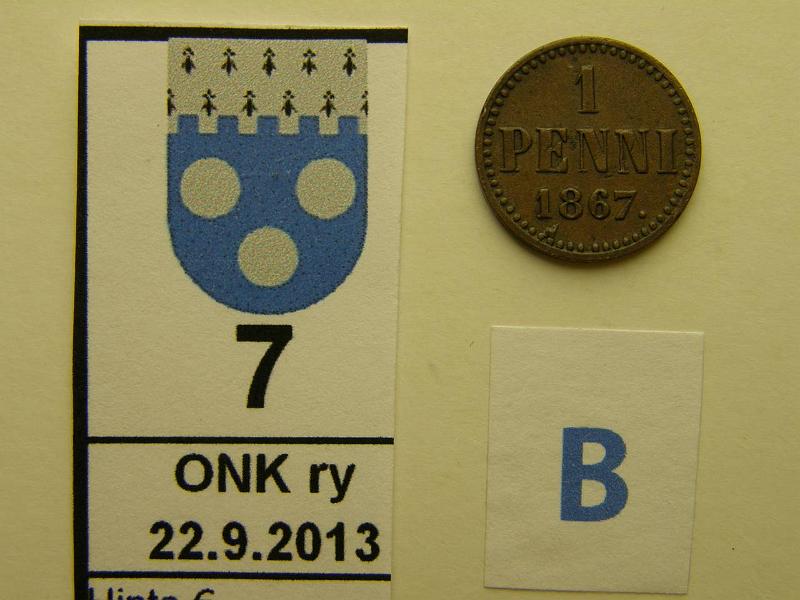 7
ONK ry
22.9.2013
1
PENNI
1867.
B